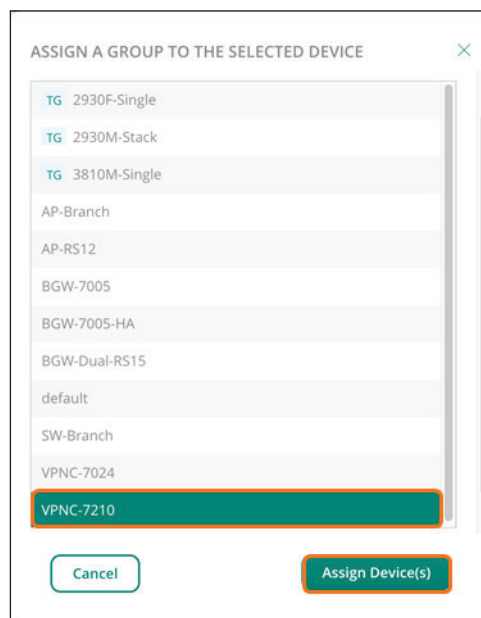 ASSIGN A GROUP TO THE SELECTED DEVICE
TG 2930F-Single
TG 2930M-Stack
TG 3810M-Single
AP-Branch
AP-RS12
BGW-7005
BGW-7005-HA
BGW-Dual-RS15
default
SW-Branch
VPNC-7024
VPNC-7210
Cancel Assign Device(s)